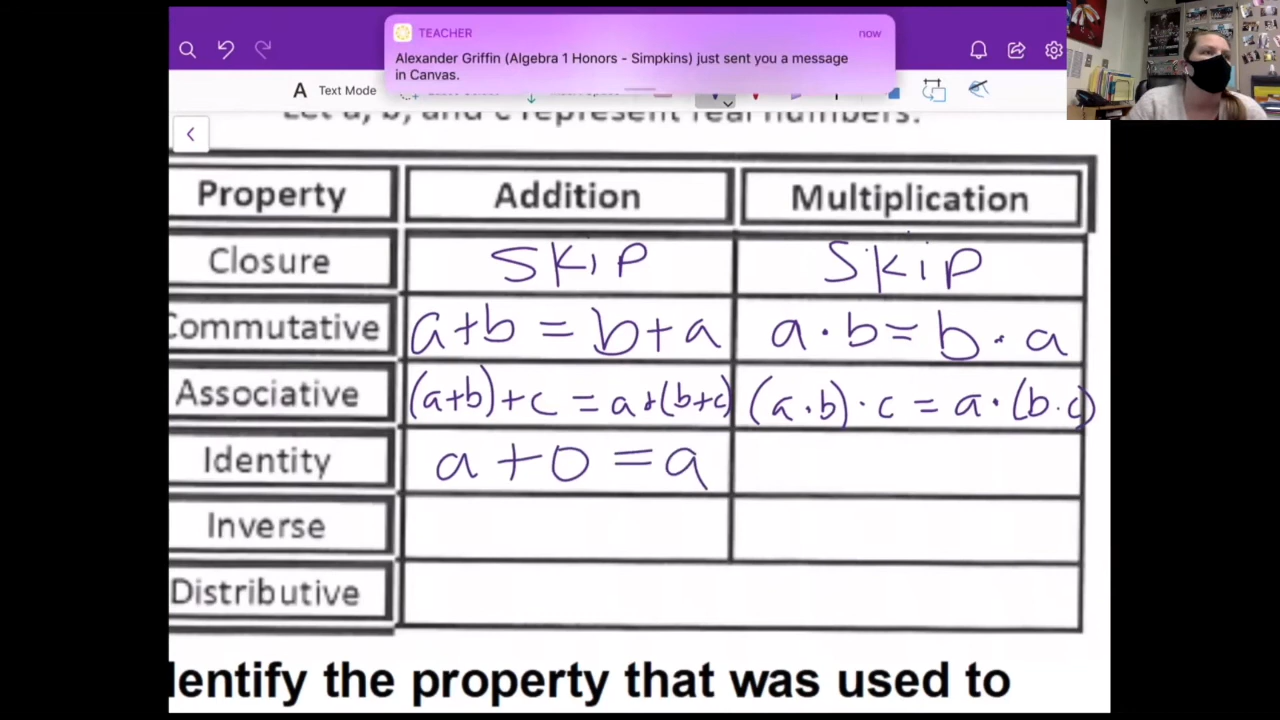 TEACHER now
Alexander Griffin (Algebra 1 Honors - Simpkins) just sent you a message
in Canvas.
A Text Mode
Let a, b, and c represent real numbers.
Property Addition Multiplication
Closure SKIP SKIP
Commutative a+b = b+a a·b = b·a
Associative (a+b)+c = a+(b+c) (a·b)·c = a·(b·c)
Identity a+0 = a
Inverse
Distributive
dentify the property that was used to